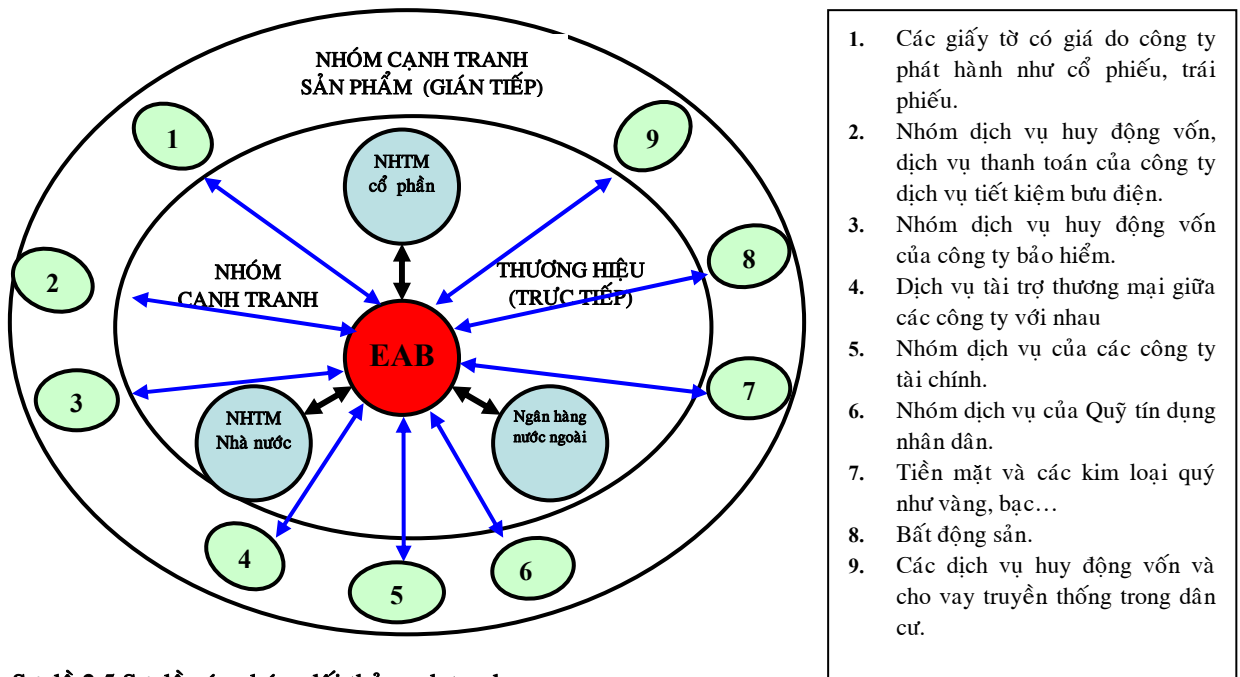 NHÓM CẠNH TRANH
SẢN PHẨM (GIÁN TIẾP)
1
9
NHTM
cổ phần
2
8
NHÓM
CẠNH TRANH
THƯƠNG HIỆU
(TRỰC TIẾP)
EAB
3
7
NHTM
Nhà nước
Ngân hàng
nước ngoài
4
5
6
1. Các giấy tờ có giá do công ty
phát hành như cổ phiếu, trái
phiếu.
2. Nhóm dịch vụ huy động vốn,
dịch vụ thanh toán của công ty
dịch vụ tiết kiệm bưu điện.
3. Nhóm dịch vụ huy động vốn
của công ty bảo hiểm.
4. Dịch vụ tài trợ thương mại giữa
các công ty với nhau
5. Nhóm dịch vụ của các công ty
tài chính.
6. Nhóm dịch vụ của Quỹ tín dụng
nhân dân.
7. Tiền mặt và các kim loại quý
như vàng, bạc…
8. Bất động sản.
9. Các dịch vụ huy động vốn và
cho vay truyền thống trong dân
cư.